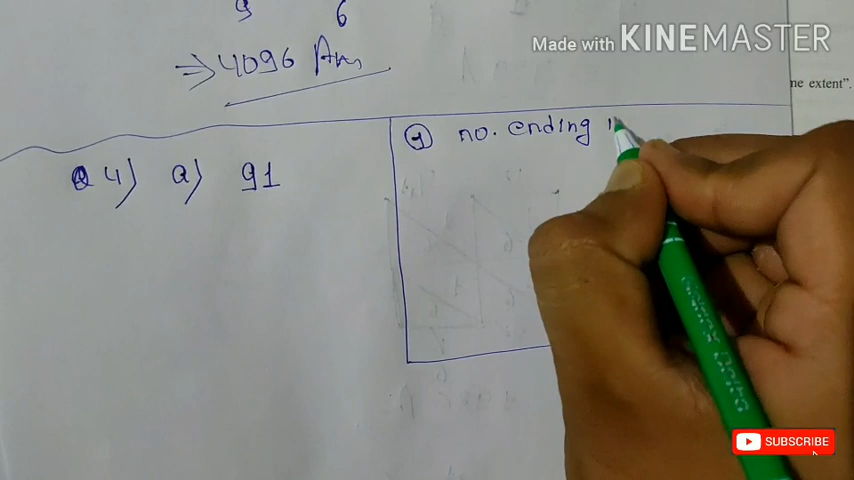 9 6
⇒ 4096 Ans
Made with KINEMASTER
ne extent”.
① no. ending
Q 4) a) 91
SUBSCRIBE